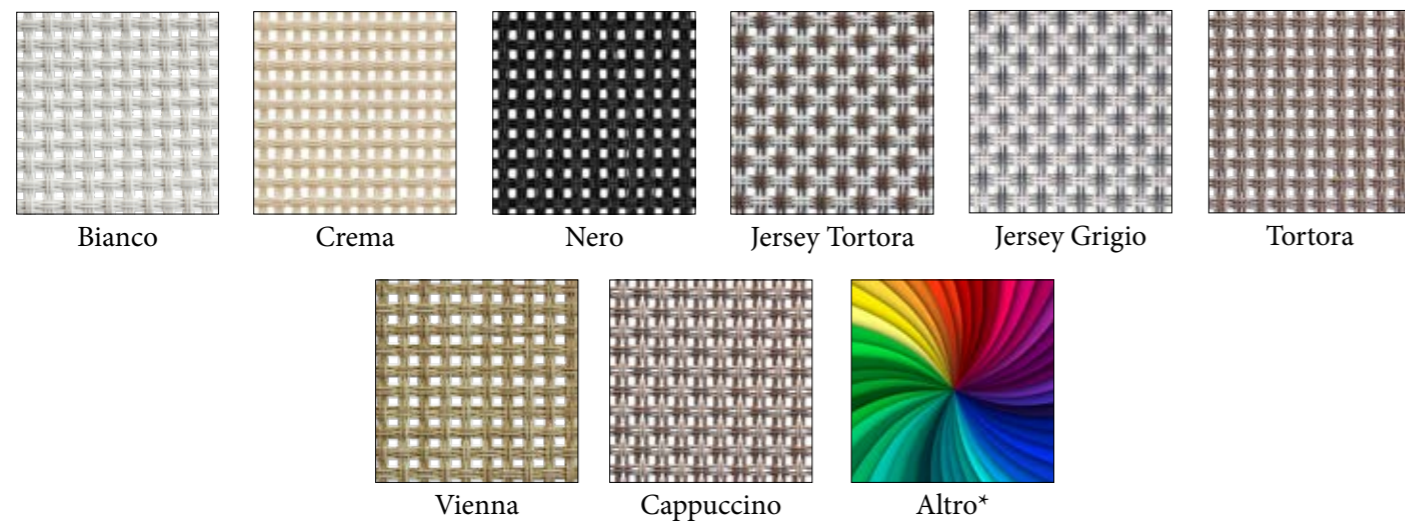 Bianco
Crema
Nero
Jersey Tortora
Jersey Grigio
Tortora
Vienna
Cappuccino
Altro*